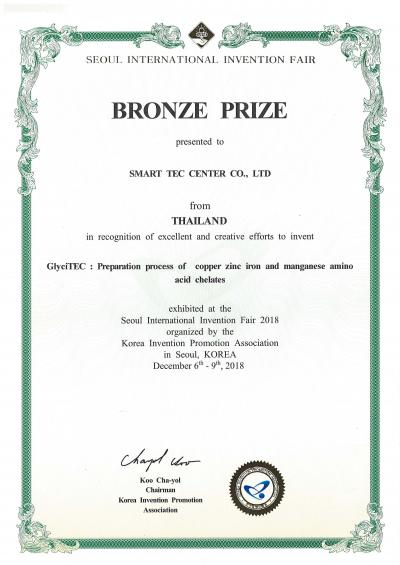 SEOUL INTERNATIONAL INVENTION FAIR
BRONZE PRIZE
presented to
SMART TEC CENTER CO., LTD
from
THAILAND
in recognition of excellent and creative efforts to invent
GlyciTEC : Preparation process of copper zinc iron and manganese amino
acid chelates
exhibited at the
Seoul International Invention Fair 2018
organized by the
Korea Invention Promotion Association
in Seoul, KOREA
December 6th - 9th, 2018
Koo Cha-yol
Chairman
Korea Invention Promotion
Association